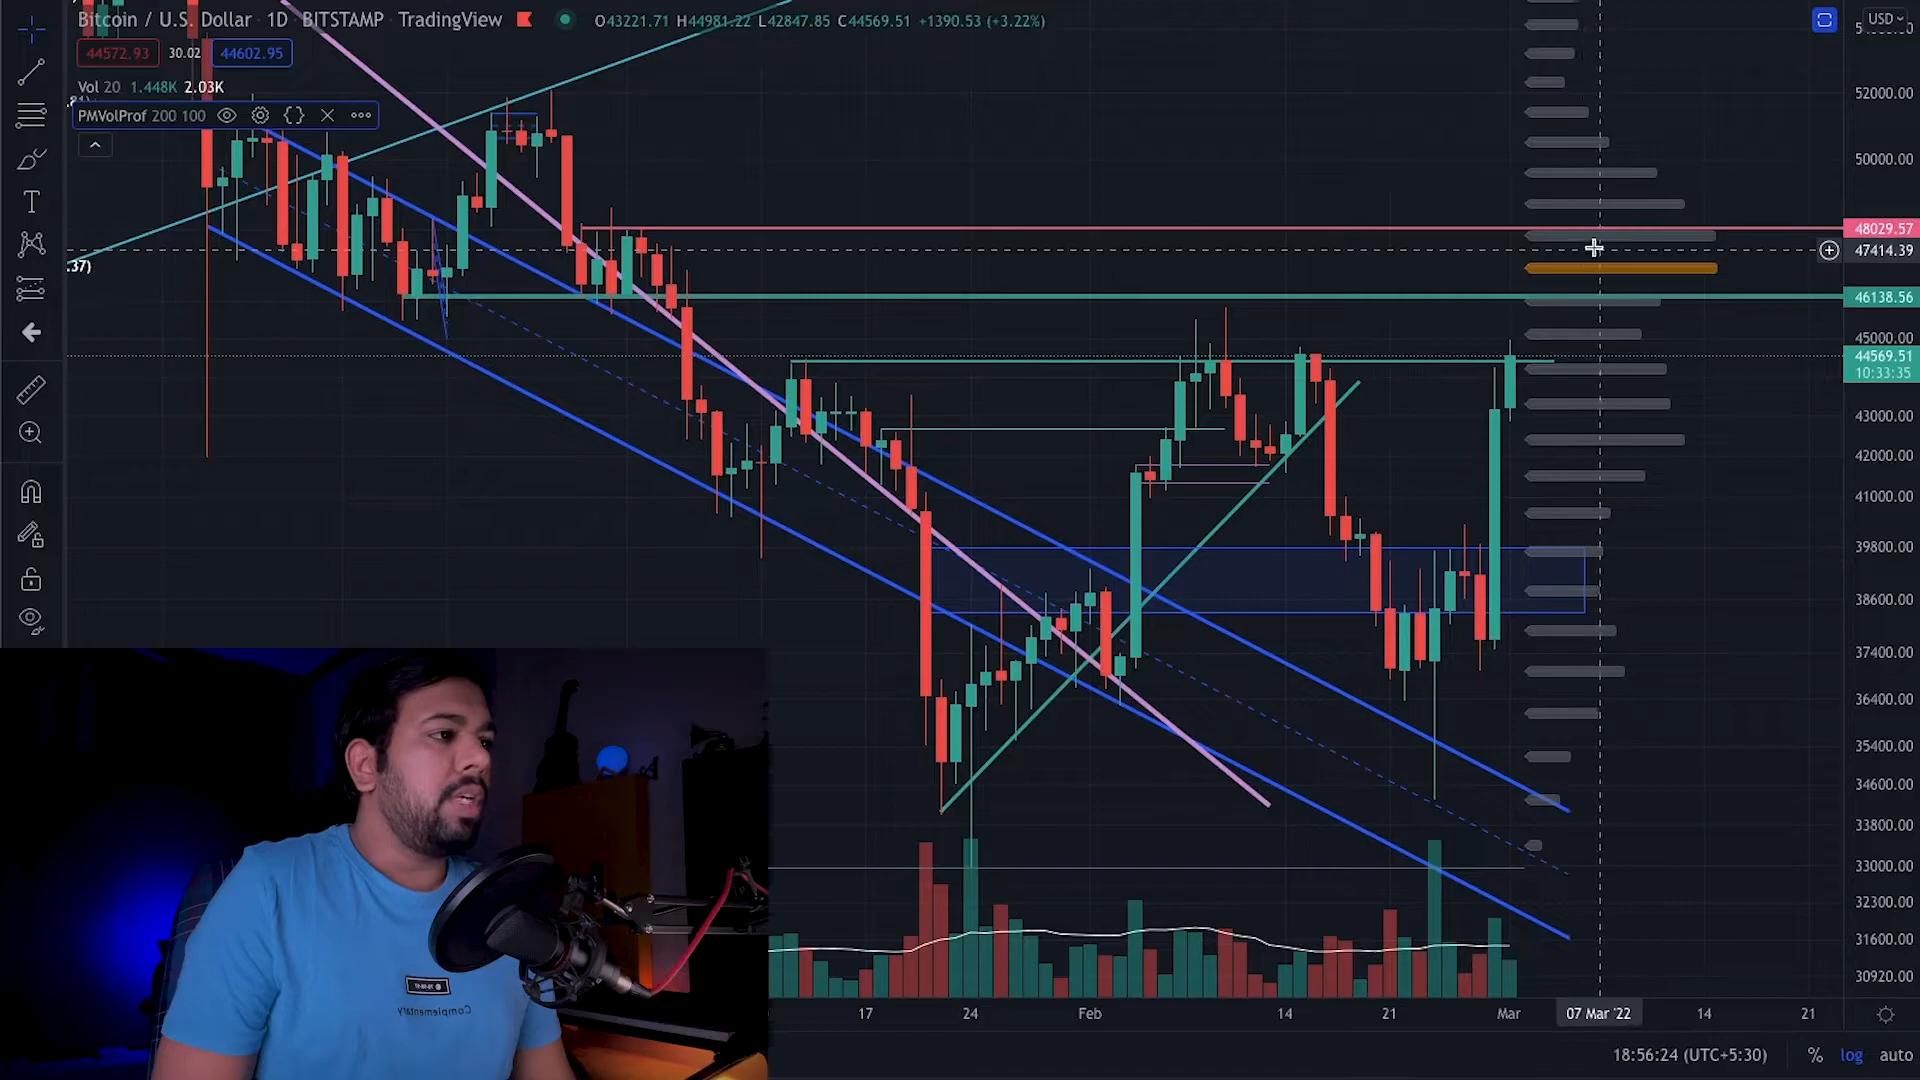 Bitcoin / U.S. Dollar · 1D · BITSTAMP · TradingView O43221.71 H44981.22 L42847.85 C44569.51 +1390.53 (+3.22%)
USD
44572.93 30.02 44602.95
Vol 20 1.448K 2.03K
PMVolProf 200 100
.37)
52000.00
50000.00
48029.57
47414.39
46138.56
45000.00
44569.51
10:33:35
43000.00
42000.00
41000.00
39800.00
38600.00
37400.00
36400.00
35400.00
34600.00
33800.00
33000.00
32300.00
31600.00
30920.00
17 24 Feb 14 21 Mar 07 Mar '22 14 21
18:56:24 (UTC+5:30) % log auto
Complementary